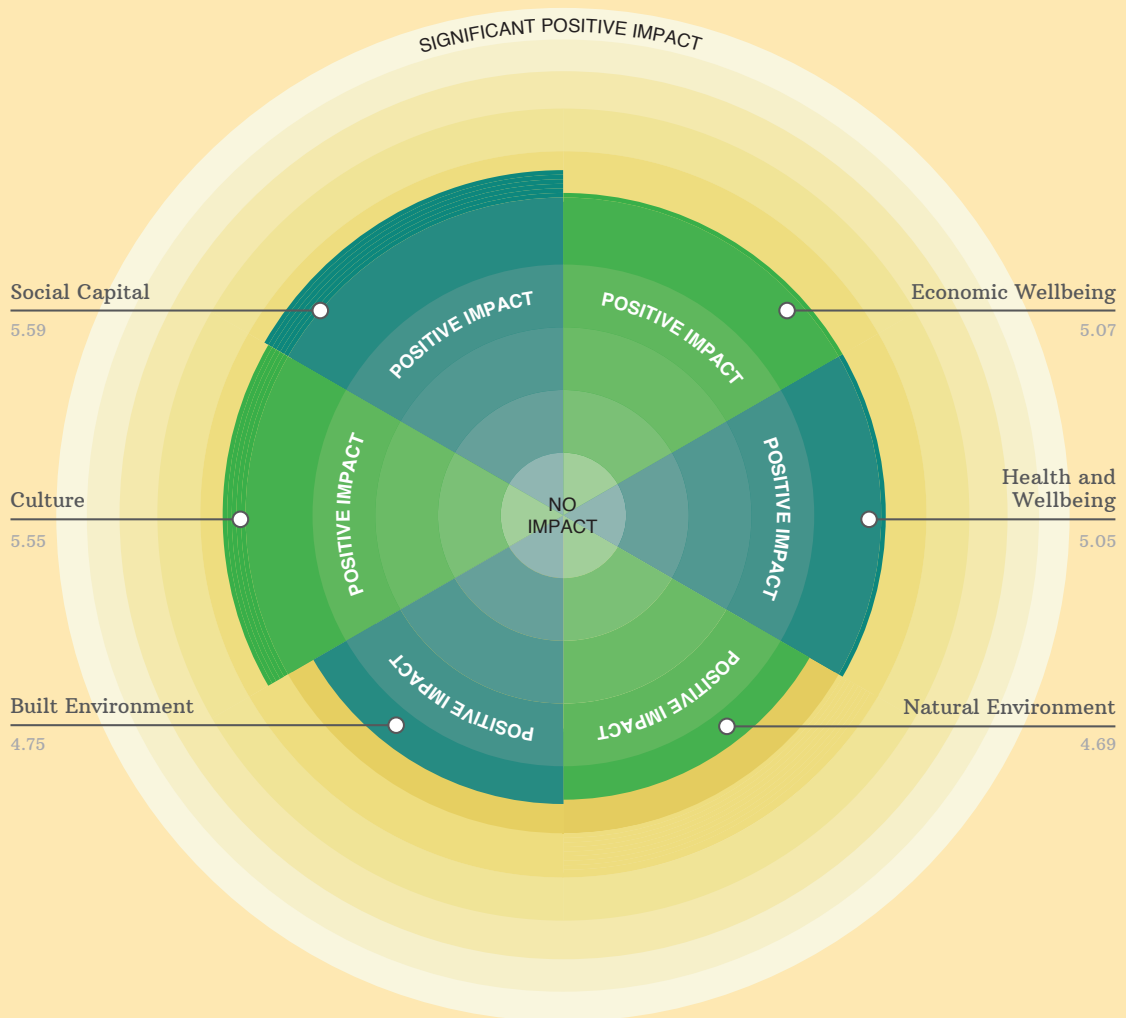 SIGNIFICANT POSITIVE IMPACT
Social Capital
5.59
Economic Wellbeing
5.07
POSITIVE IMPACT
POSITIVE IMPACT
Culture
5.55
POSITIVE IMPACT
NO
IMPACT
POSITIVE IMPACT
Health and
Wellbeing
5.05
Built Environment
4.75
POSITIVE IMPACT
POSITIVE IMPACT
Natural Environment
4.69